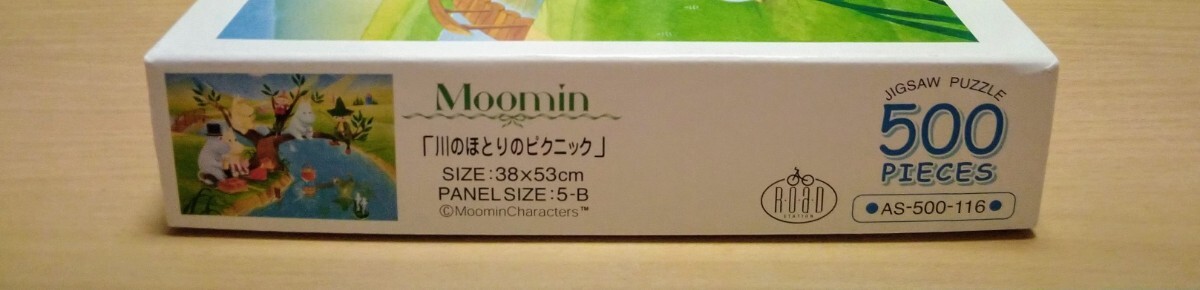 Moomin
「川のほとりのピクニック」
SIZE:38×53cm
PANEL SIZE:5-B
©MoominCharacters™
ROAD
STATION
JIGSAW PUZZLE
500
PIECES
●AS-500-116●